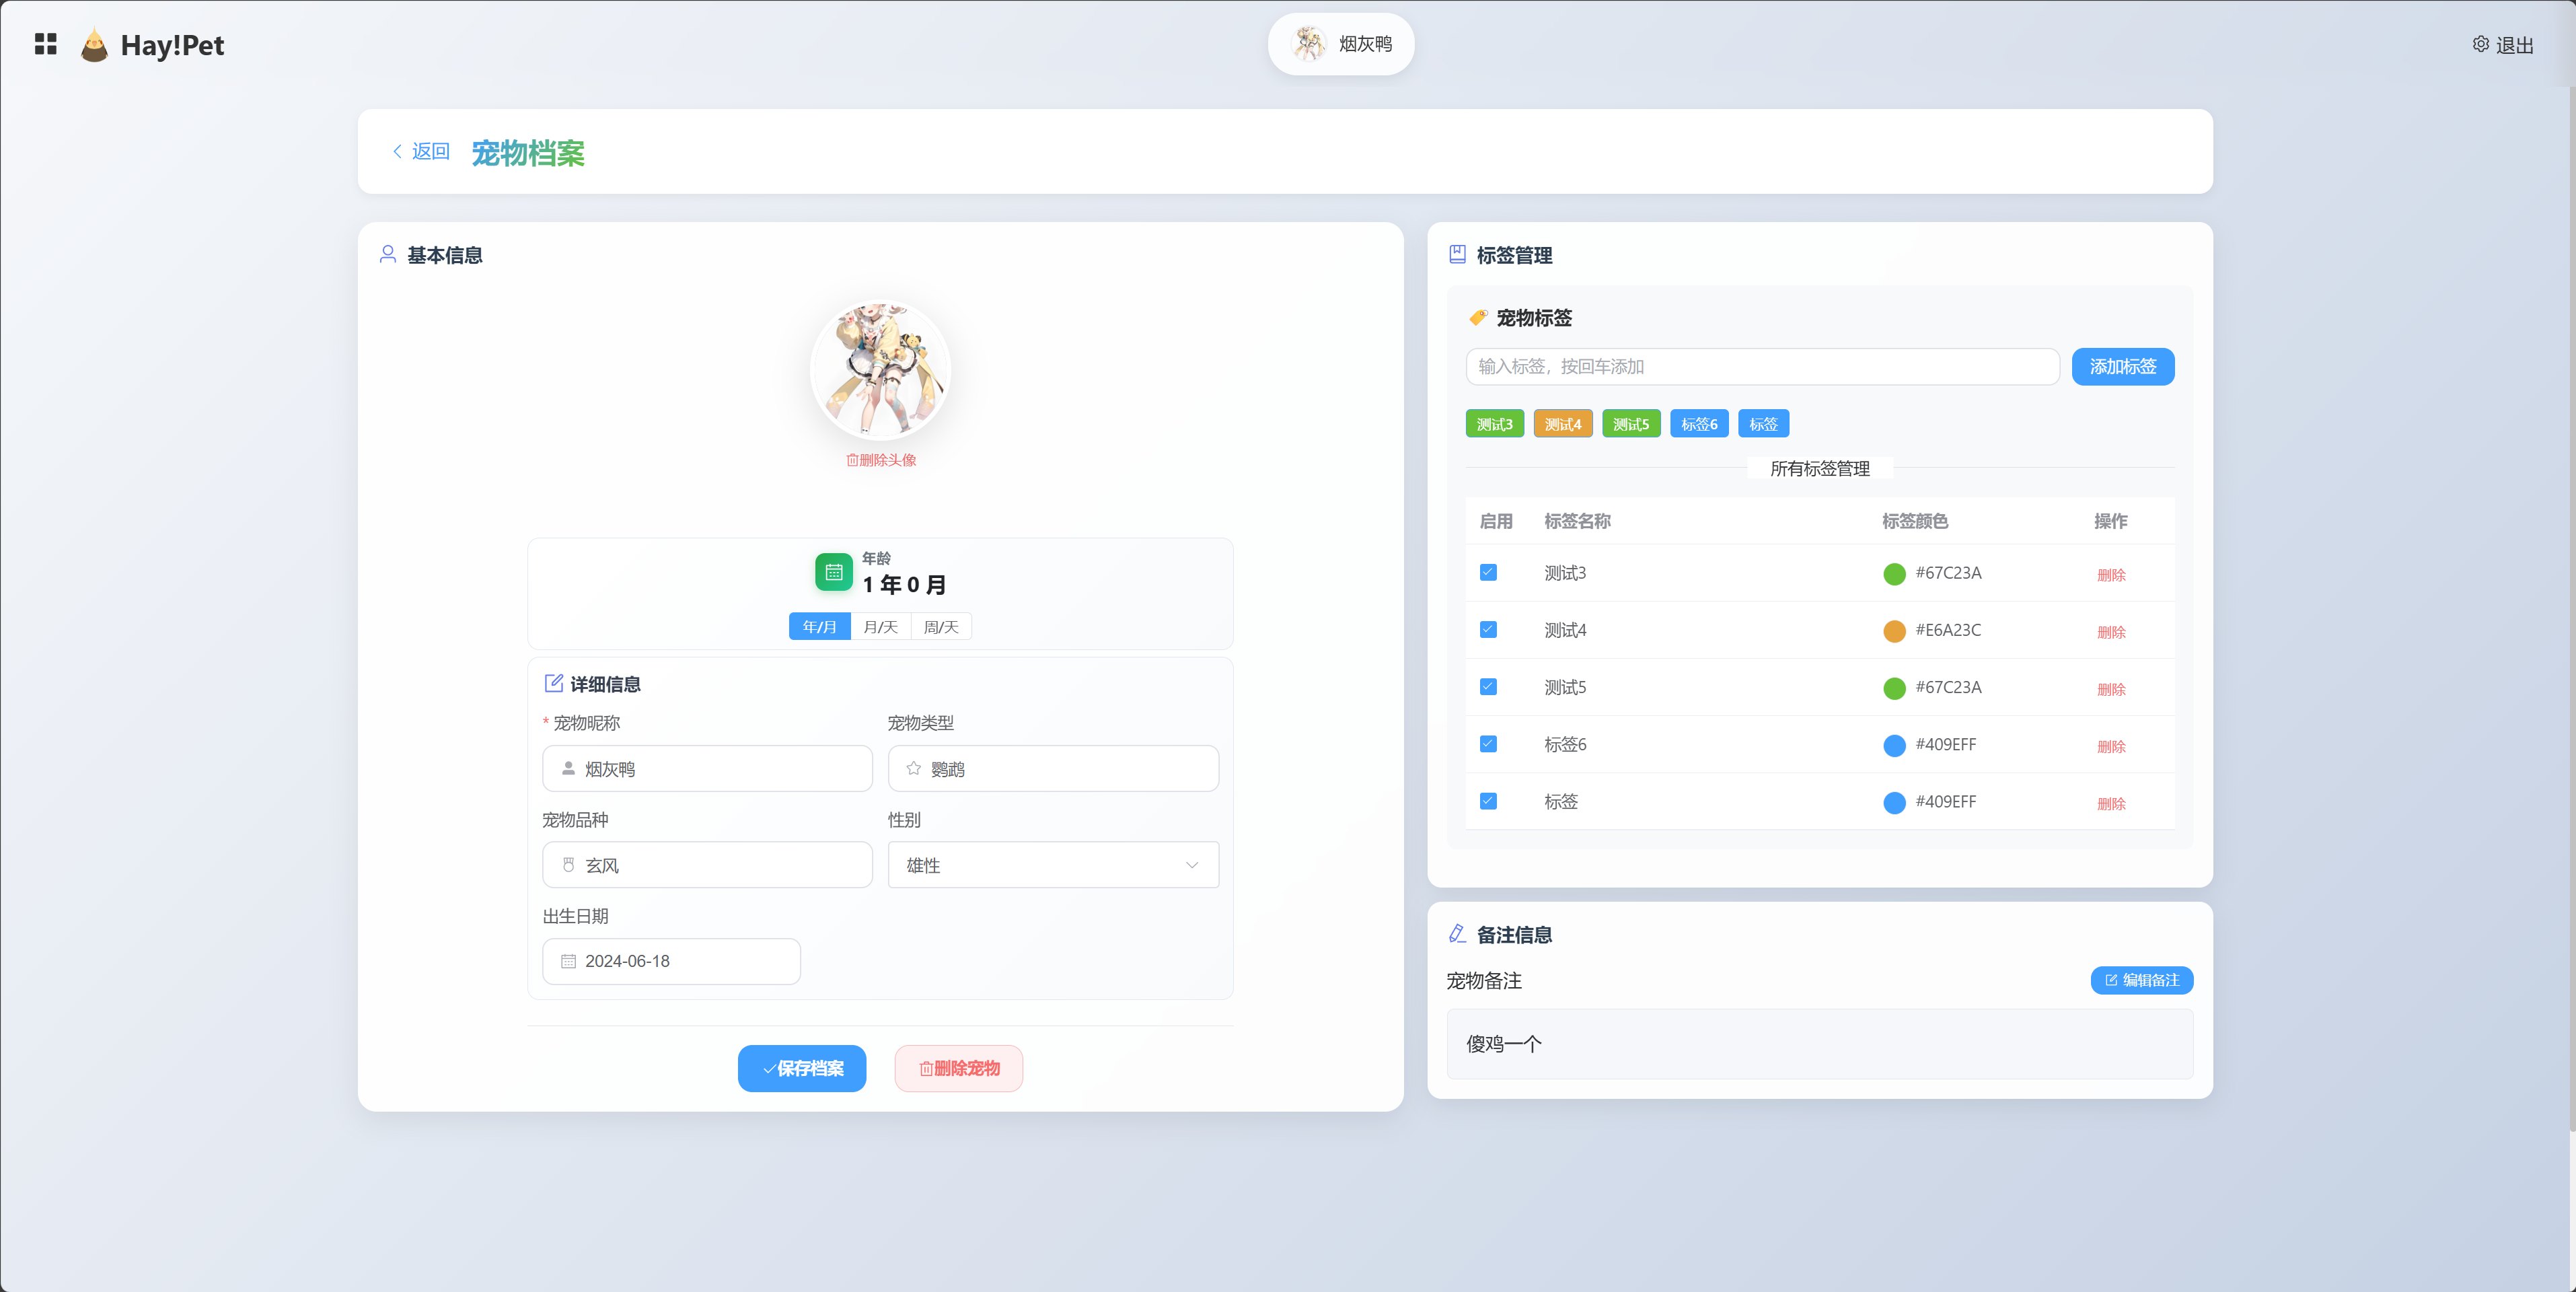 Hay!Pet
烟灰鸭
退出
返回
宠物档案
基本信息
删除头像
年龄
1 年 0 月
年/月 月/天 周/天
详细信息
* 宠物昵称 宠物类型
烟灰鸭 鹦鹉
宠物品种 性别
玄风 雄性
出生日期
2024-06-18
保存档案 删除宠物
标签管理
宠物标签
输入标签，按回车添加 添加标签
测试3 测试4 测试5 标签6 标签
所有标签管理
启用 标签名称 标签颜色 操作
测试3 #67C23A 删除
测试4 #E6A23C 删除
测试5 #67C23A 删除
标签6 #409EFF 删除
标签 #409EFF 删除
备注信息
宠物备注 编辑备注
傻鸡一个